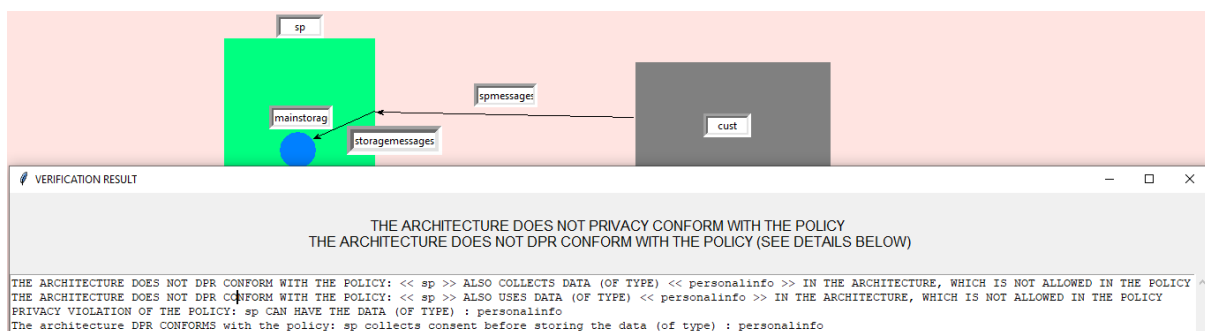 sp
spmessages
mainstorag
cust
storagemessages
VERIFICATION RESULT
THE ARCHITECTURE DOES NOT PRIVACY CONFORM WITH THE POLICY
THE ARCHITECTURE DOES NOT DPR CONFORM WITH THE POLICY (SEE DETAILS BELOW)
THE ARCHITECTURE DOES NOT DPR CONFORM WITH THE POLICY: << sp >> ALSO COLLECTS DATA (OF TYPE) << personalinfo >> IN THE ARCHITECTURE, WHICH IS NOT ALLOWED IN THE POLICY
THE ARCHITECTURE DOES NOT DPR CONFORM WITH THE POLICY: << sp >> ALSO USES DATA (OF TYPE) << personalinfo >> IN THE ARCHITECTURE, WHICH IS NOT ALLOWED IN THE POLICY
PRIVACY VIOLATION OF THE POLICY: sp CAN HAVE THE DATA (OF TYPE) : personalinfo
The architecture DPR CONFORMS with the policy: sp collects consent before storing the data (of type) : personalinfo